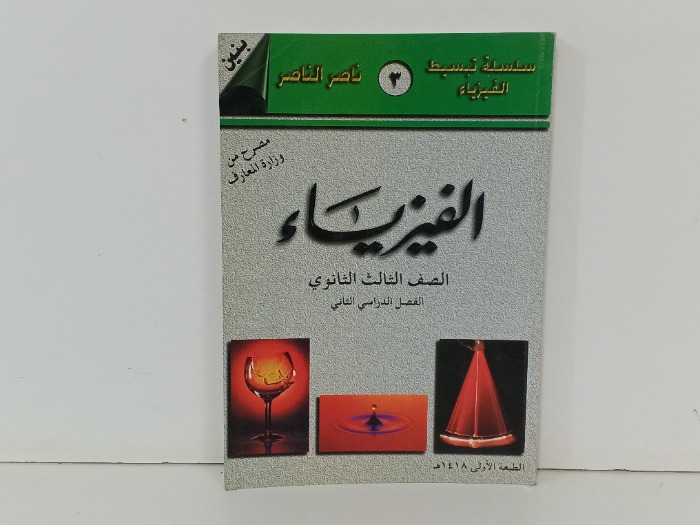 سلسلة تبسيط
الفيزياء
٣
ناصر الناصر
بنين
مصرح من
وزارة المعارف
الفيزياء
الصف الثالث الثانوي
الفصل الدراسي الثاني
الطبعة الأولى ١٤١٨هـ